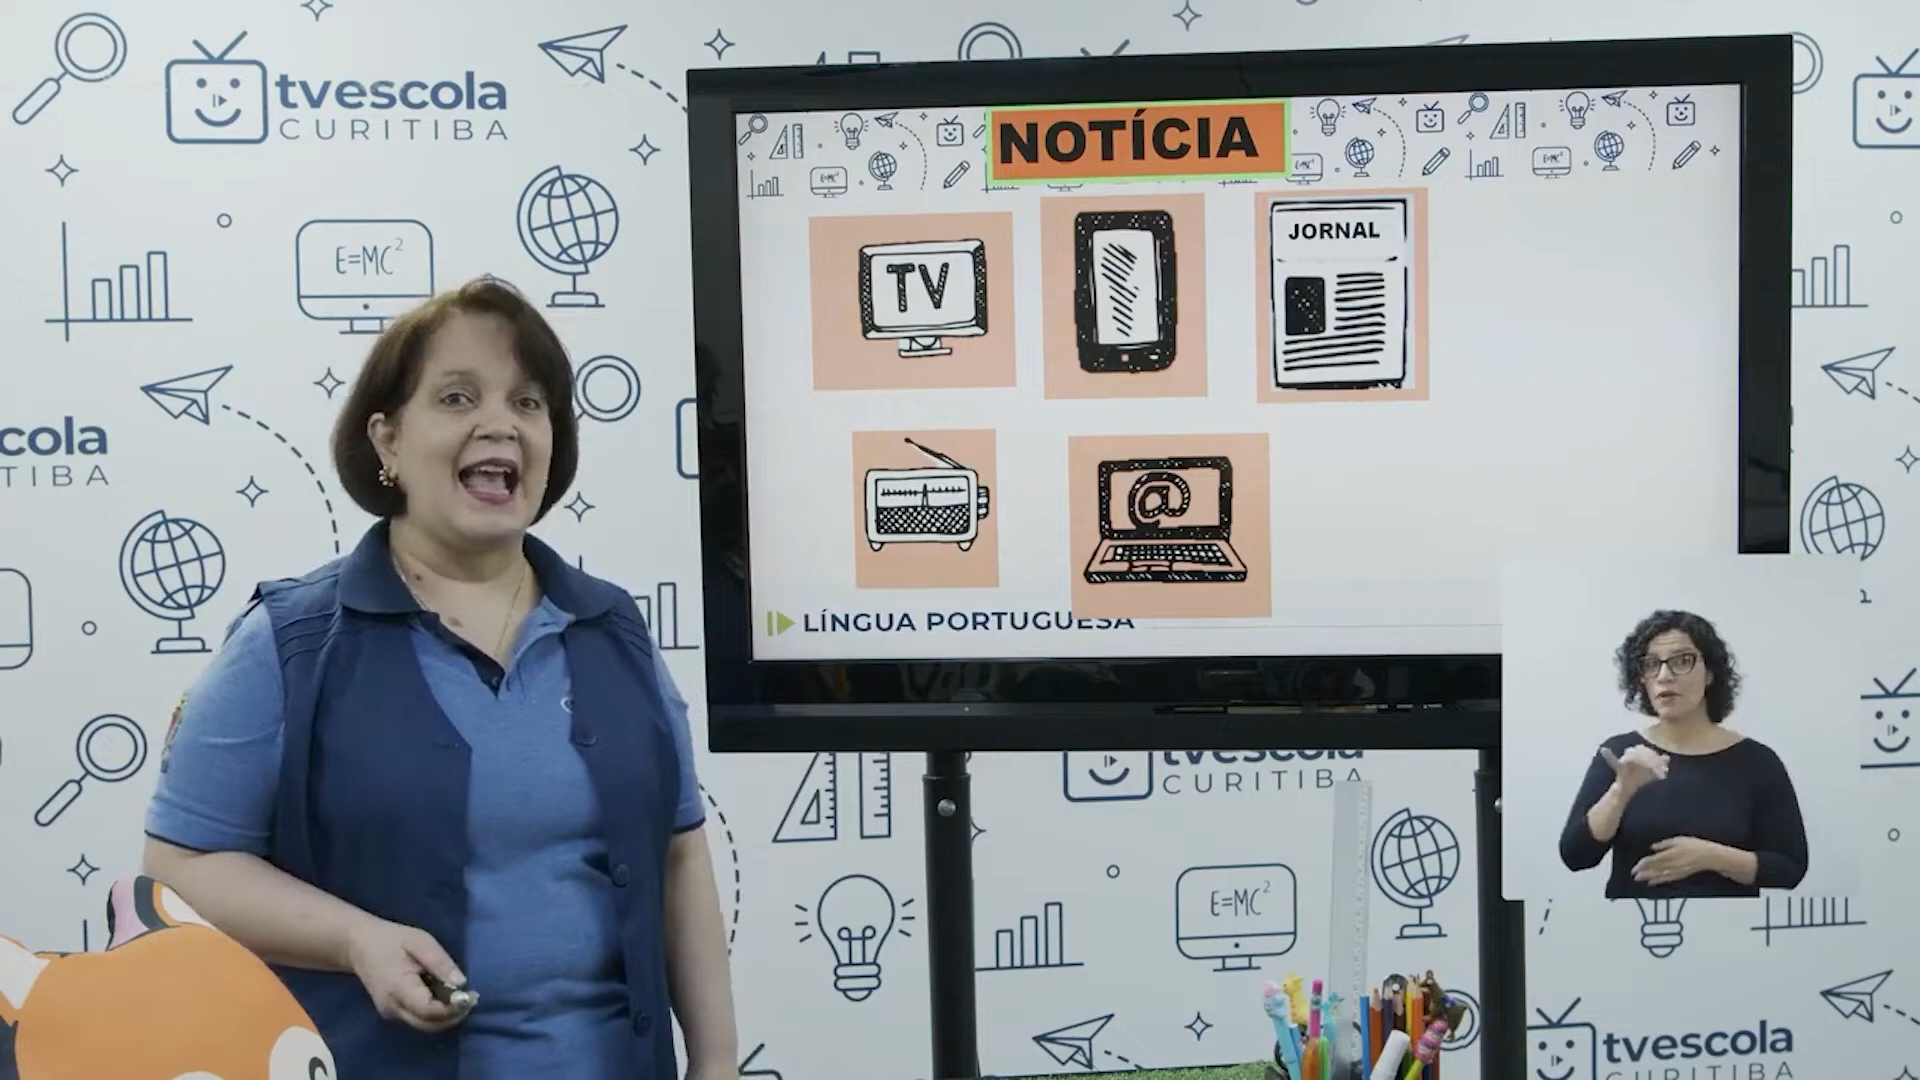 tvescola
CURITIBA
NOTÍCIA
E=MC²
TV
JORNAL
@
cola
TIBA
LÍNGUA PORTUGUESA
tvescola
CURITIBA
E=MC²
tvescola
CURITIBA